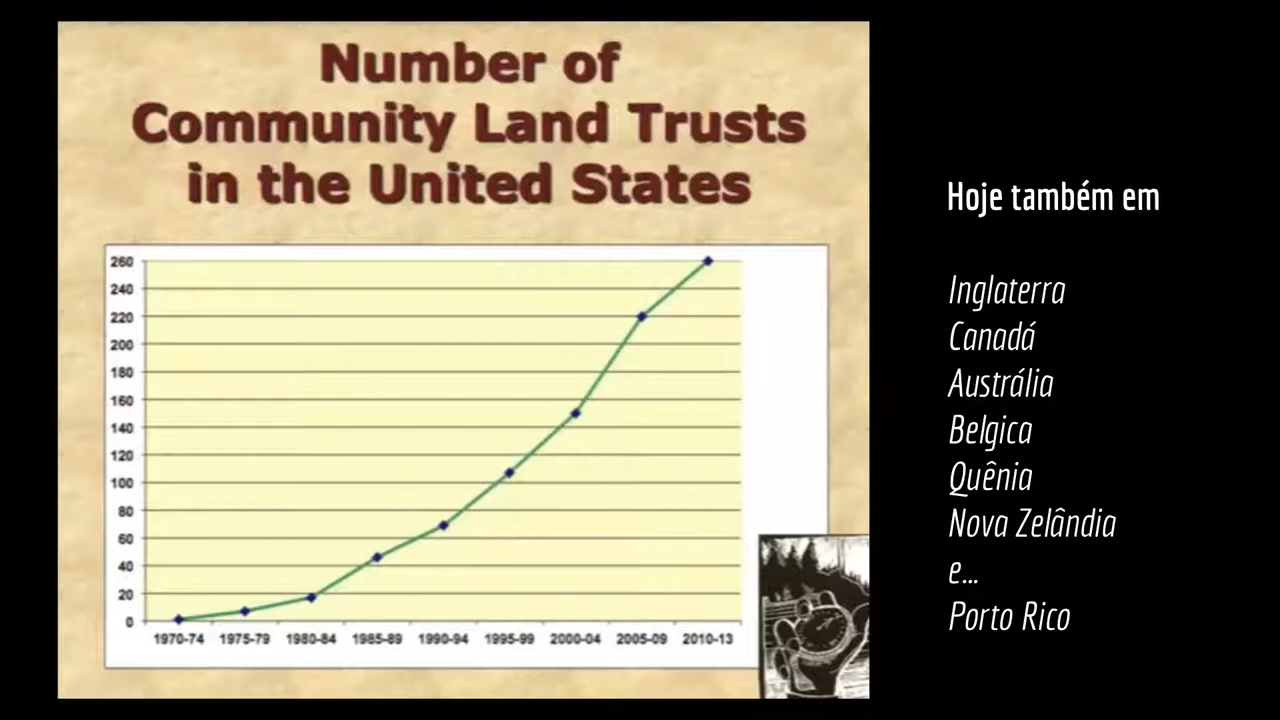 Number of
Community Land Trusts
in the United States
260
240
220
200
180
160
140
120
100
80
60
40
20
0
1970-74 1975-79 1980-84 1985-89 1990-94 1995-99 2000-04 2005-09 2010-13
Hoje também em
Inglaterra
Canadá
Austrália
Belgica
Quênia
Nova Zelândia
e...
Porto Rico